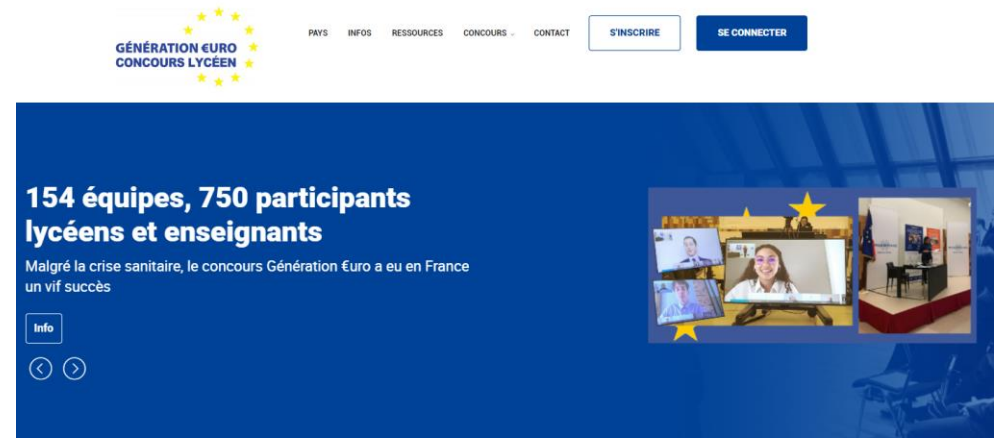 GÉNÉRATION €URO
CONCOURS LYCÉEN
PAYS INFOS RESSOURCES CONCOURS CONTACT S'INSCRIRE SE CONNECTER
154 équipes, 750 participants
lycéens et enseignants
Malgré la crise sanitaire, le concours Génération €uro a eu en France
un vif succès
Info